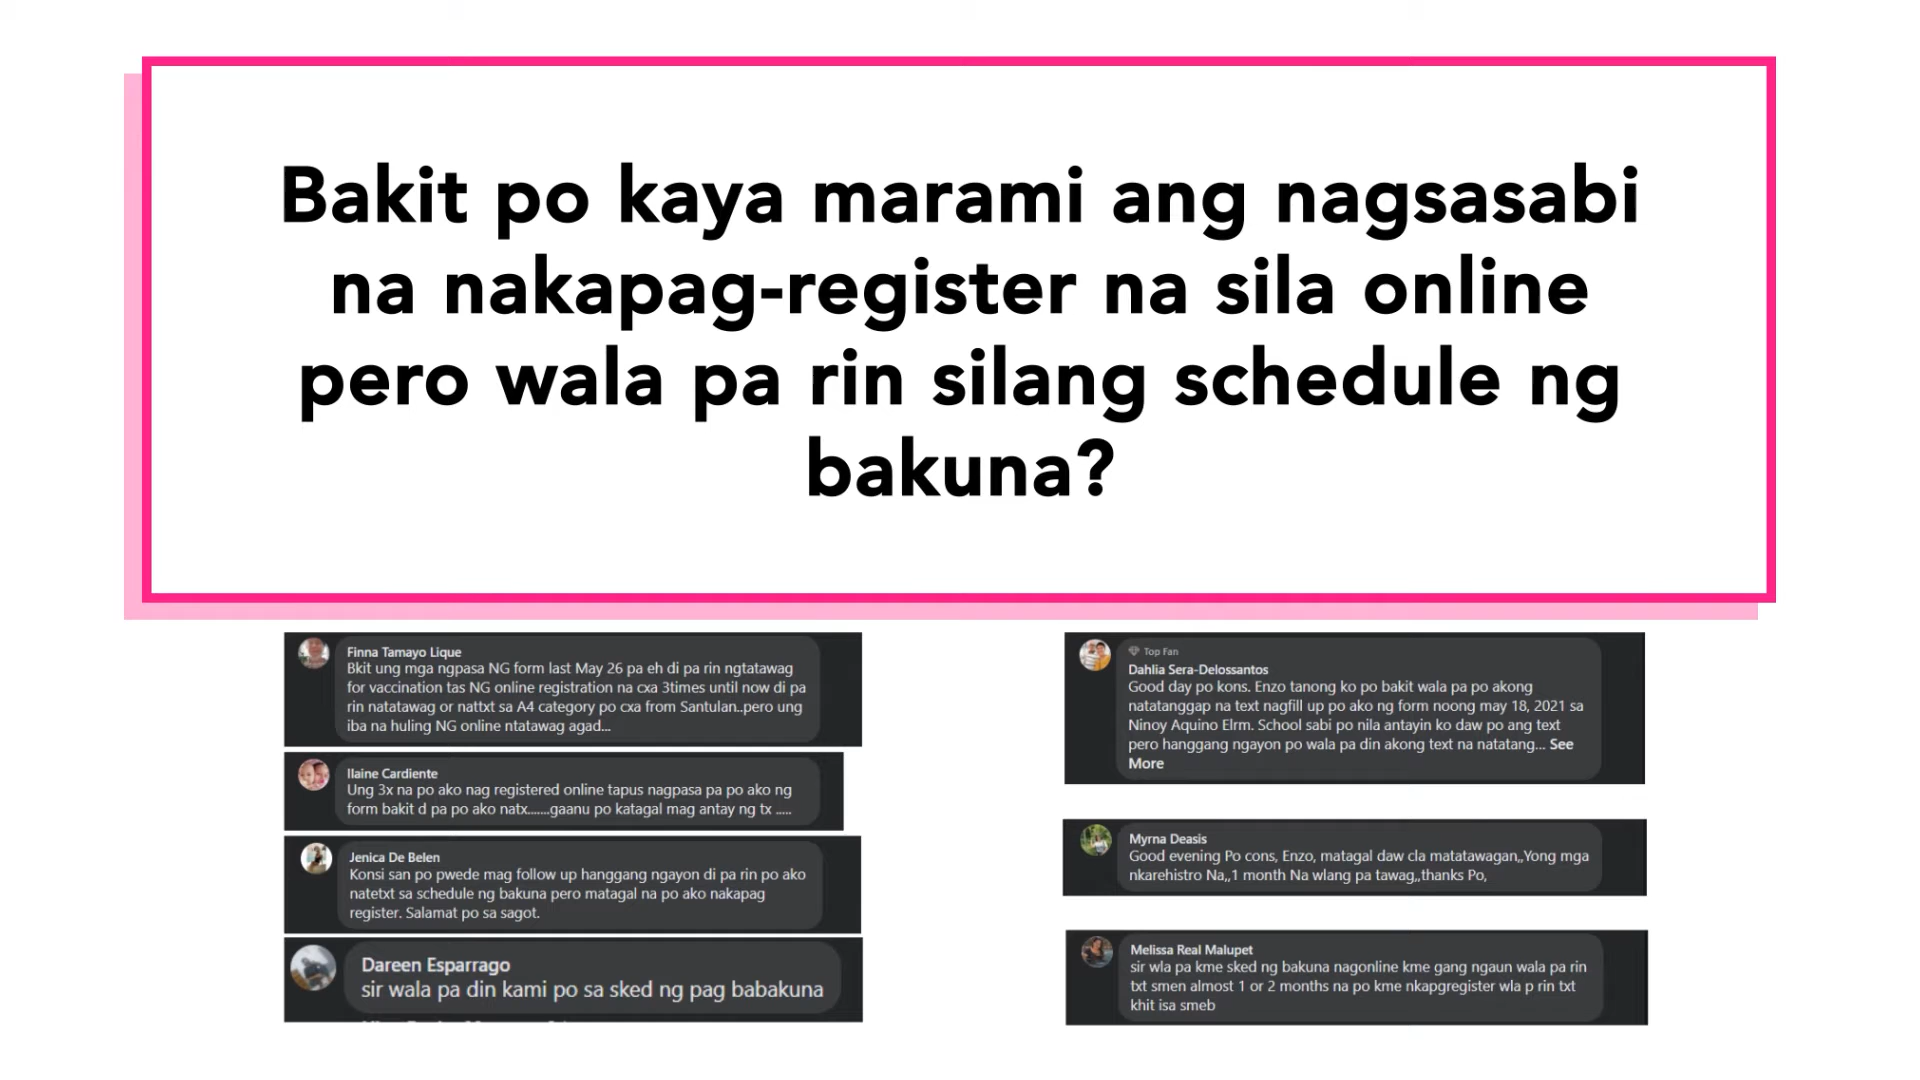 Bakit po kaya marami ang nagsasabi
na nakapag-register na sila online
pero wala pa rin silang schedule ng
bakuna?
Finna Tamayo Lique
Bkit ung mga ngpasa NG form last May 26 pa eh di pa rin ngtatawag
for vaccination tas NG online registration na cxa 3times until now di pa
rin natatawag or nattxt sa A4 category po cxa from Santulan..pero ung
iba na huling NG online ntatawag agad...
Ilaine Cardiente
Ung 3x na po ako nag registered online tapus nagpasa pa po ako ng
form bakit d pa po ako natx.......gaanu po katagal mag antay ng tx .....
Jenica De Belen
Konsi san po pwede mag follow up hanggang ngayon di pa rin po ako
natetxt sa schedule ng bakuna pero matagal na po ako nakapag
register. Salamat po sa sagot.
Dareen Esparrago
sir wala pa din kami po sa sked ng pag babakuna
Top Fan
Dahlia Sera-Delossantos
Good day po kons. Enzo tanong ko po bakit wala pa po akong
natatanggap na text nagfill up po ako ng form noong may 18, 2021 sa
Ninoy Aquino Elrm. School sabi po nila antayin ko daw po ang text
pero hanggang ngayon po wala pa din akong text na natatang... See
More
Myrna Deasis
Good evening Po cons, Enzo, matagal daw cla matatawagan,,Yong mga
nkarehistro Na,,1 month Na wlang pa tawag,,thanks Po,
Melissa Real Malupet
sir wla pa kme sked ng bakuna nagonline kme gang ngaun wala pa rin
txt smen almost 1 or 2 months na po kme nkapgregister wla p rin txt
khit isa smeb